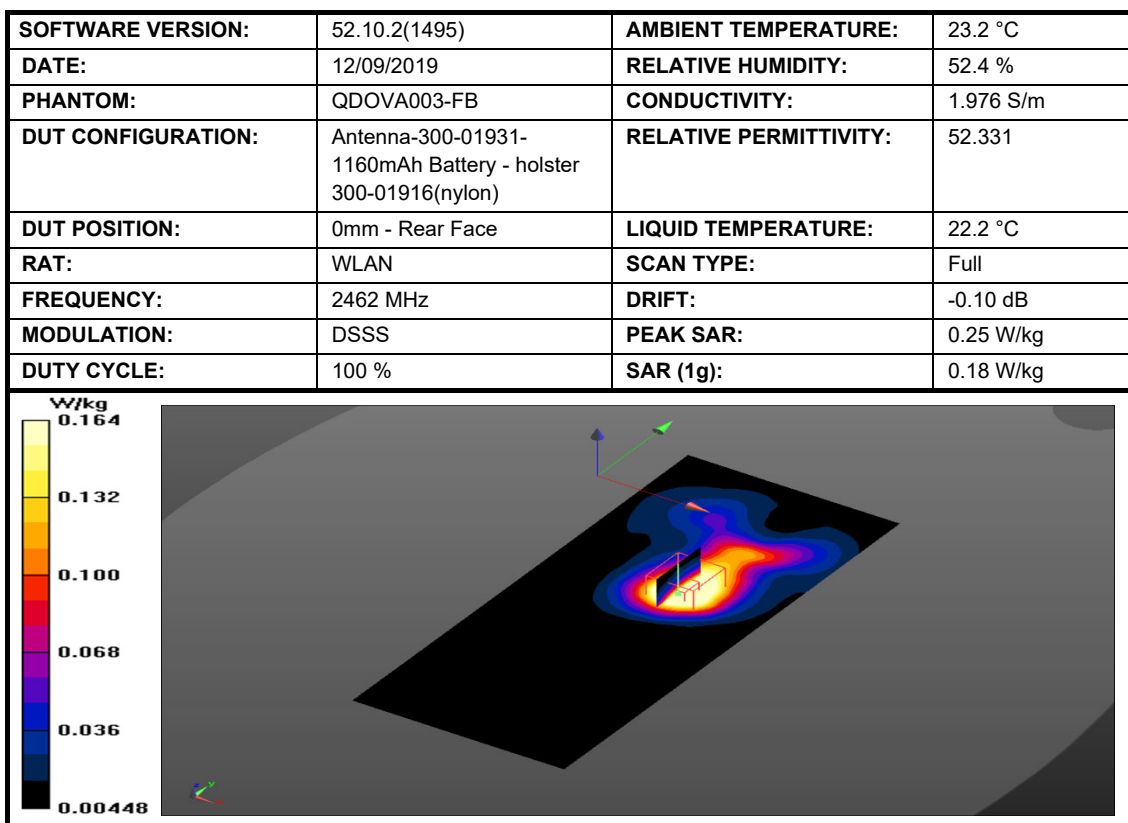 SOFTWARE VERSION: 52.10.2(1495) AMBIENT TEMPERATURE: 23.2 °C
DATE: 12/09/2019 RELATIVE HUMIDITY: 52.4 %
PHANTOM: QDOVA003-FB CONDUCTIVITY: 1.976 S/m
DUT CONFIGURATION: Antenna-300-01931- RELATIVE PERMITTIVITY: 52.331
1160mAh Battery - holster
300-01916(nylon)
DUT POSITION: 0mm - Rear Face LIQUID TEMPERATURE: 22.2 °C
RAT: WLAN SCAN TYPE: Full
FREQUENCY: 2462 MHz DRIFT: -0.10 dB
MODULATION: DSSS PEAK SAR: 0.25 W/kg
DUTY CYCLE: 100 % SAR (1g): 0.18 W/kg
W/kg
0.164
0.132
0.100
0.068
0.036
0.00448